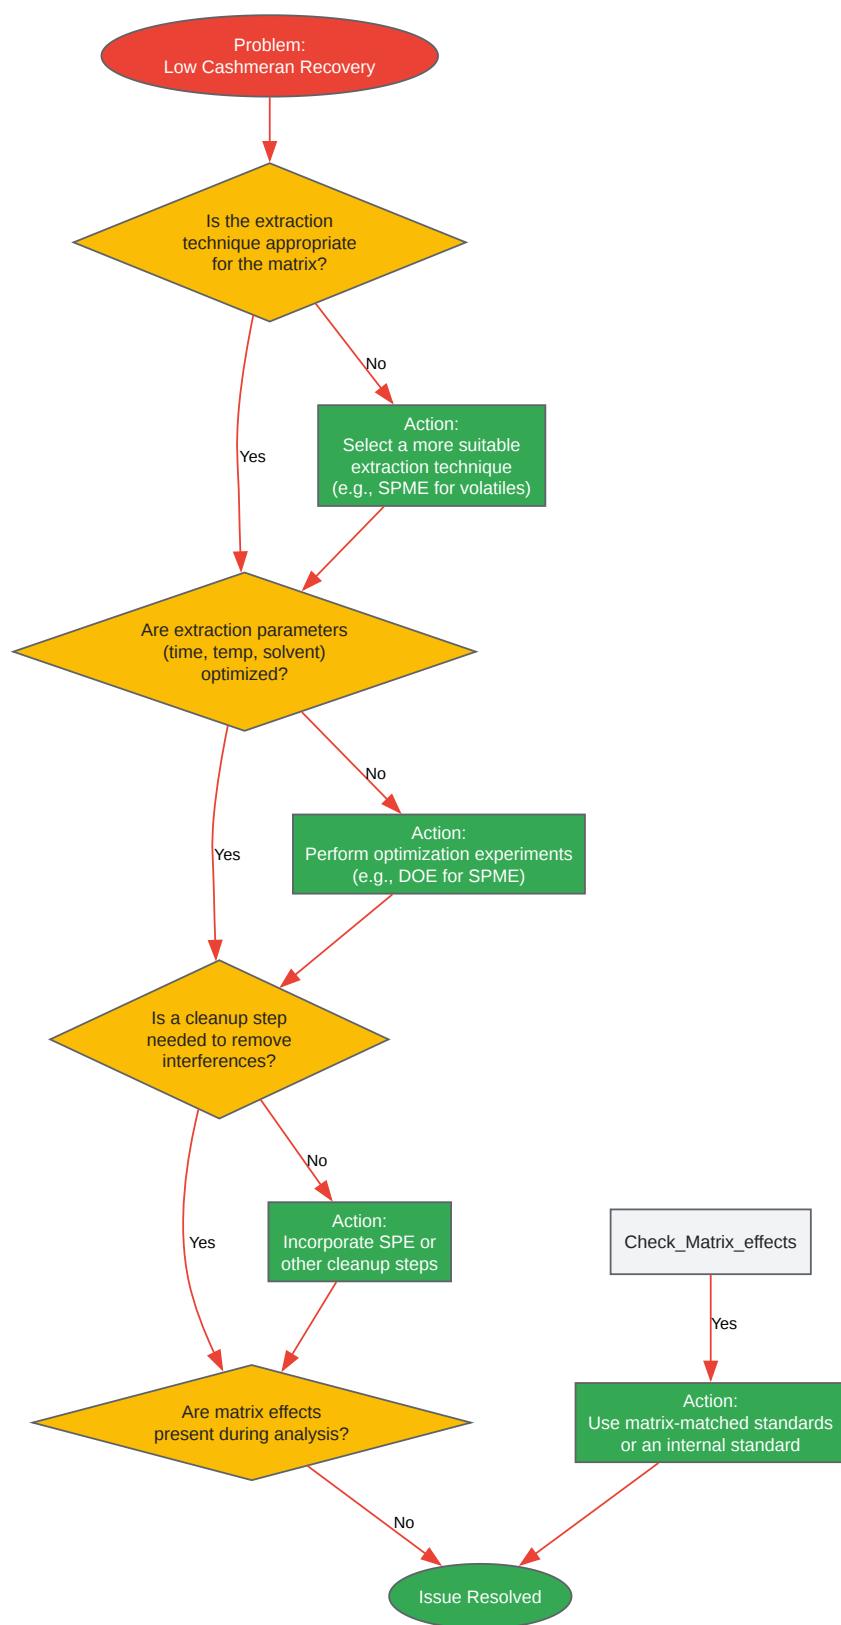 Problem:
Low Cashmeran Recovery
Is the extraction
technique appropriate
for the matrix?
No
Action:
Select a more suitable
extraction technique
(e.g., SPME for volatiles)
Yes
Are extraction parameters
(time, temp, solvent)
optimized?
No
Action:
Perform optimization experiments
(e.g., DOE for SPME)
Yes
Is a cleanup step
needed to remove
interferences?
No
Action:
Incorporate SPE or
other cleanup steps
Yes
Check_Matrix_effects
Yes
Action:
Use matrix-matched standards
or an internal standard
Are matrix effects
present during analysis?
No
Issue Resolved